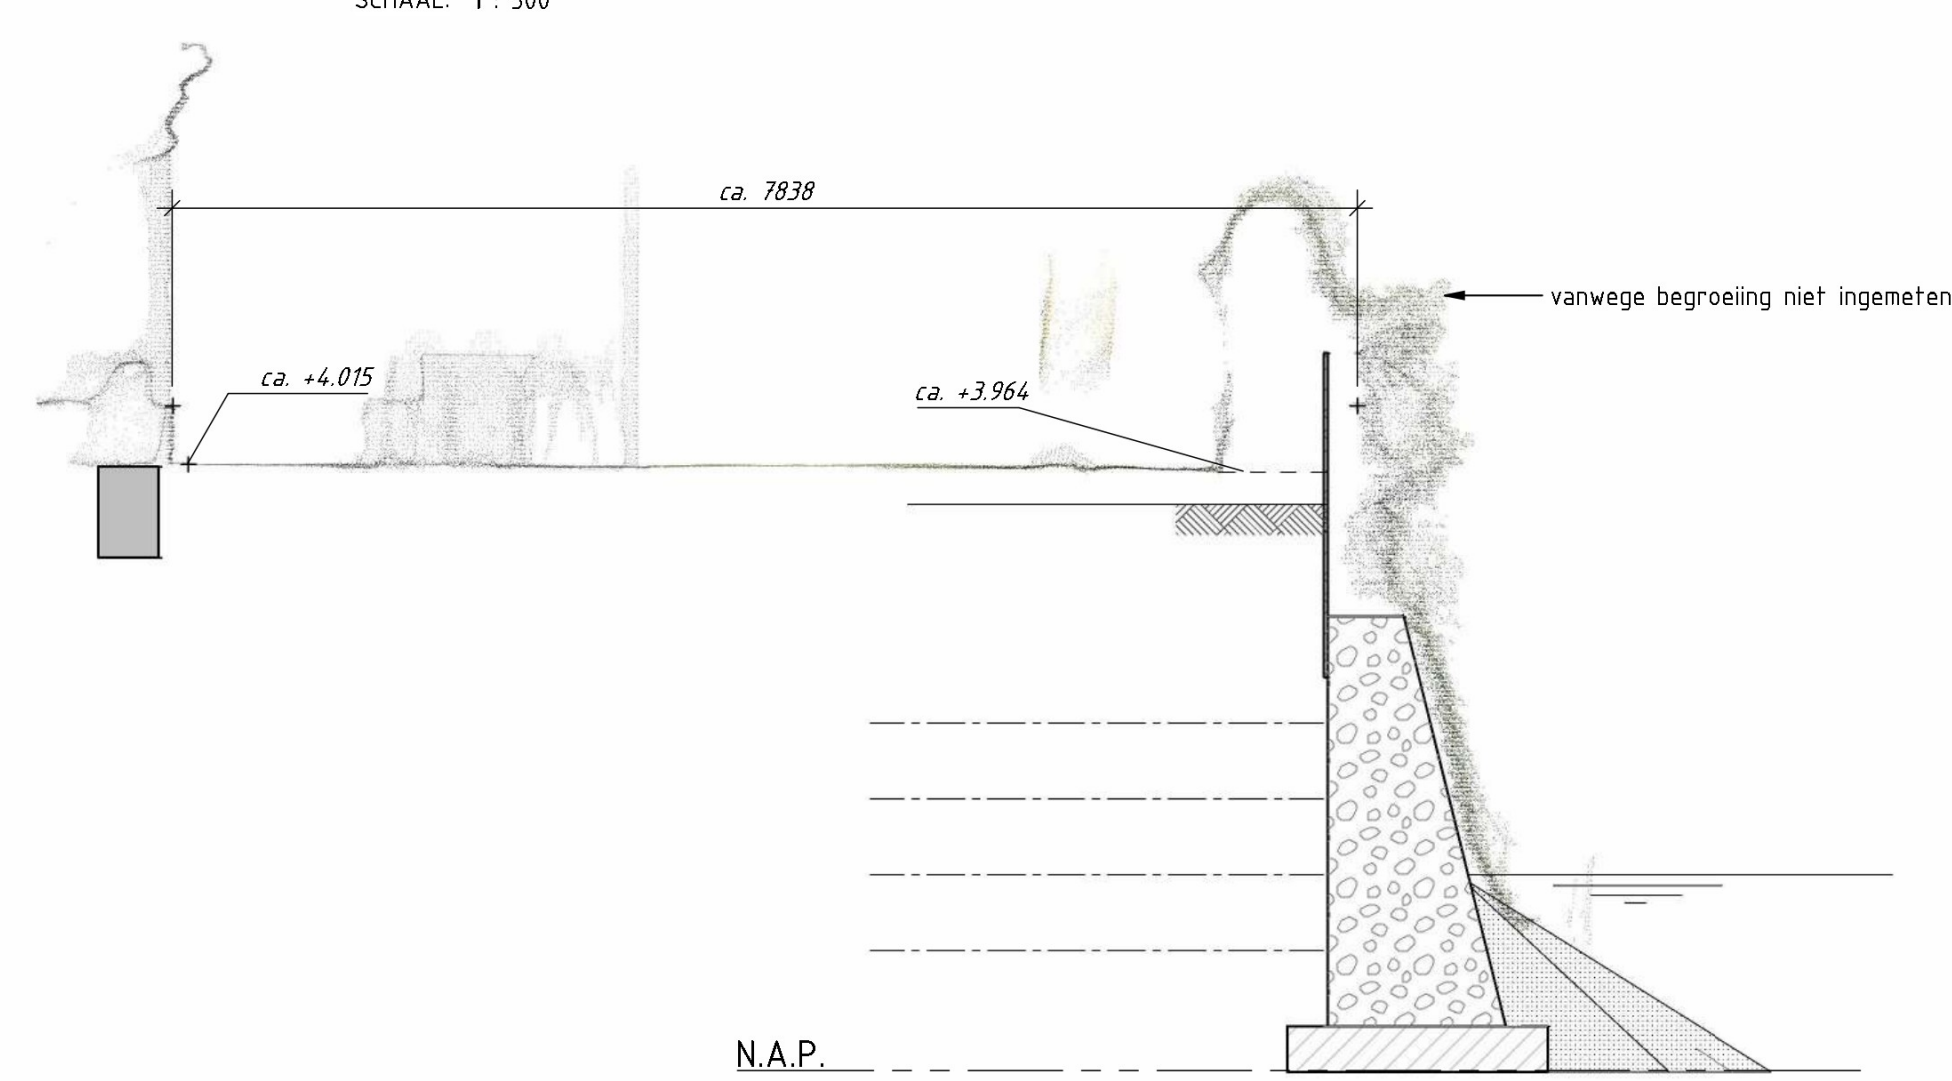 SCHAAL: 1 : 500
ca. 7838
vanwege begroeiing niet ingemeten
ca. +4.015
ca. +3.964
N.A.P.